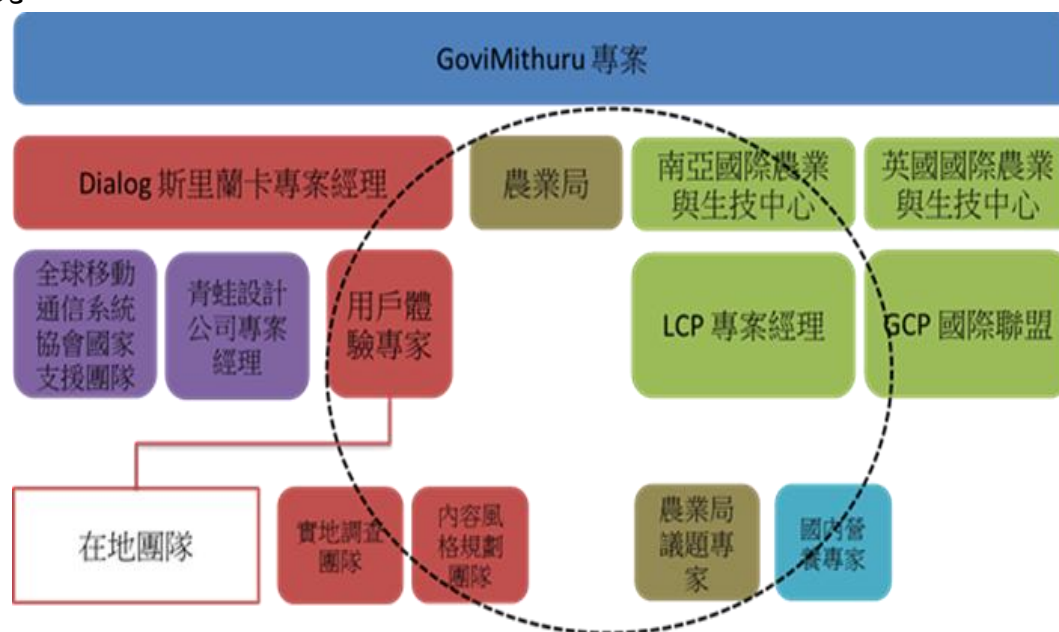 GoviMithuru 專案
Dialog 斯里蘭卡專案經理
農業局
南亞國際農業
與生技中心
英國國際農業
與生技中心
全球移動
通信系統
協會國家
支援團隊
青蛙設計
公司專案
經理
用戶體
驗專家
LCP 專案經理
GCP 國際聯盟
在地團隊
實地調查
團隊
內容風
格規劃
團隊
農業局
議題專
家
國內營
養專家